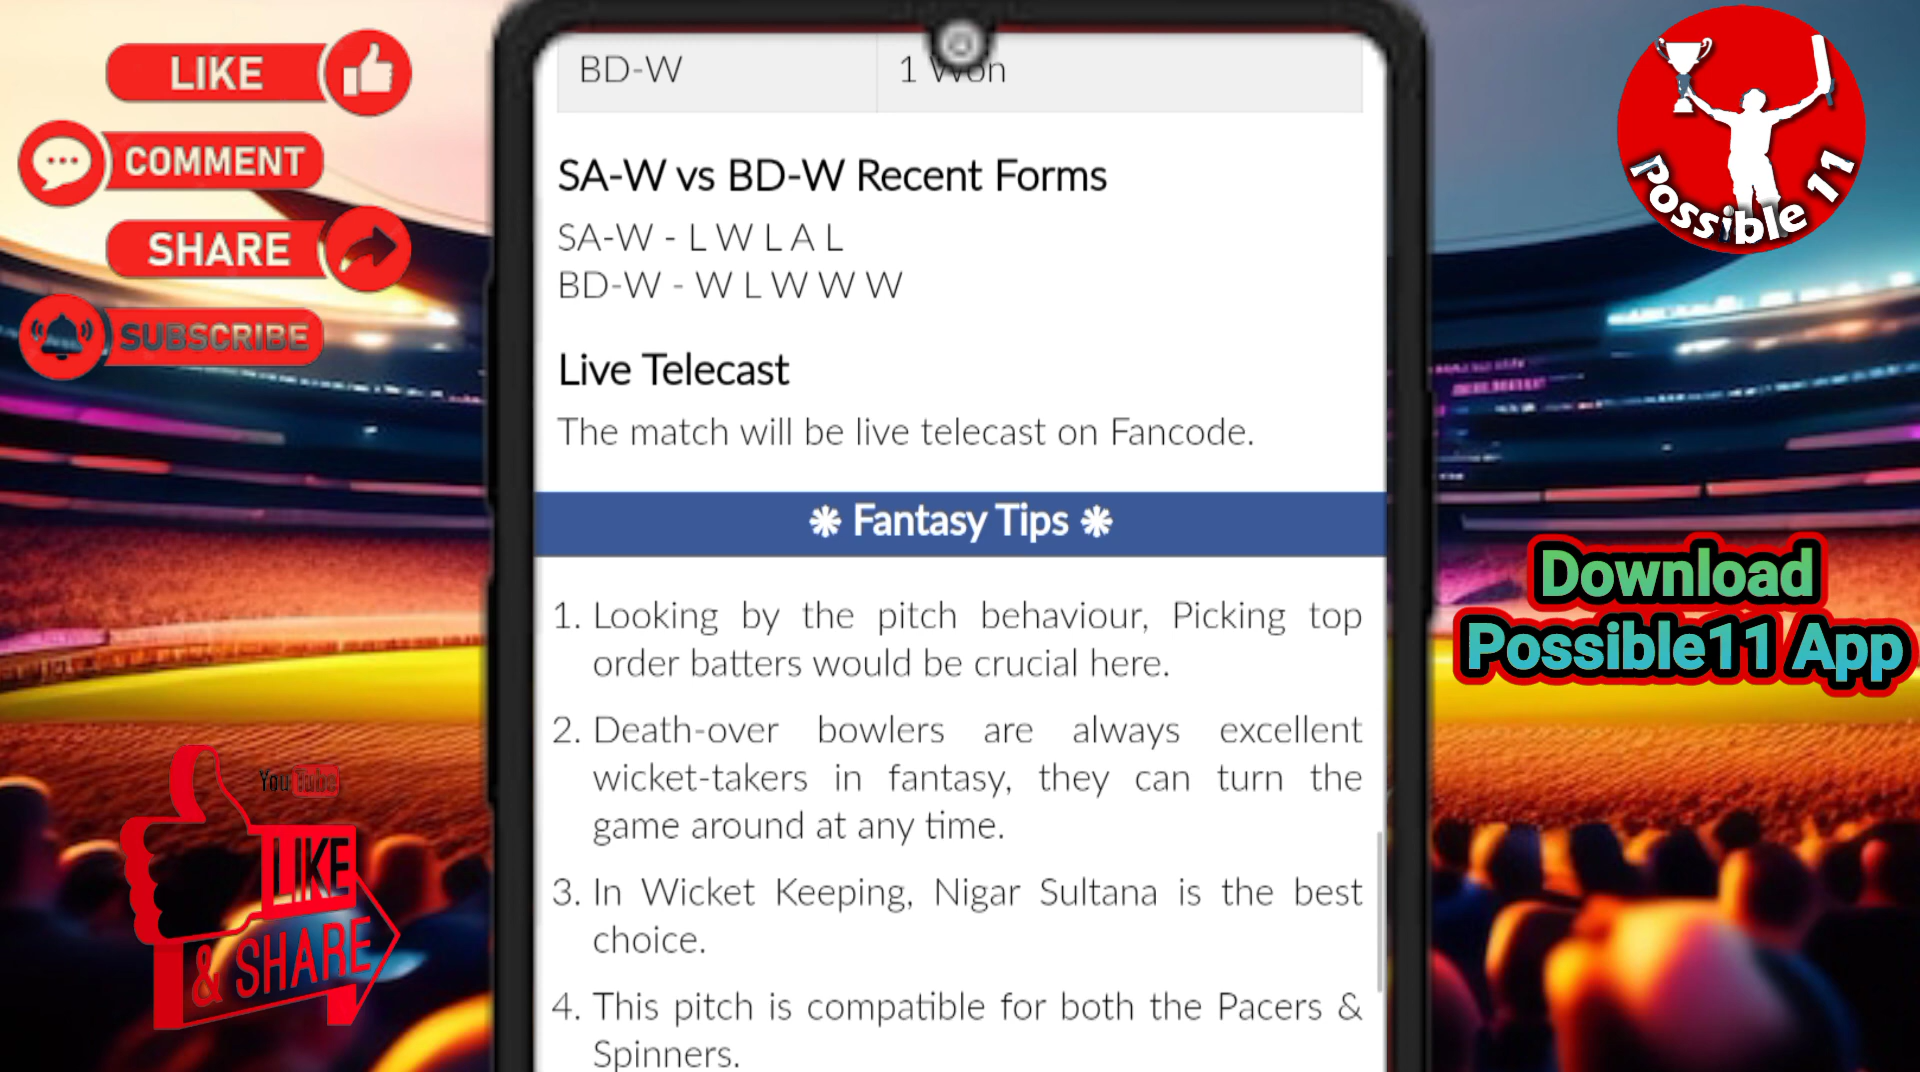 LIKE
COMMENT
SHARE
SUBSCRIBE
BD-W 1 Won
SA-W vs BD-W Recent Forms
SA-W - L W L A L
BD-W - W L W W W
Live Telecast
The match will be live telecast on Fancode.
Fantasy Tips
1. Looking by the pitch behaviour, Picking top
order batters would be crucial here.
2. Death-over bowlers are always excellent
wicket-takers in fantasy, they can turn the
game around at any time.
3. In Wicket Keeping, Nigar Sultana is the best
choice.
4. This pitch is compatible for both the Pacers &
Spinners.
Possible 11
Download
Possible11 App
YouTube
LIKE
& SHARE